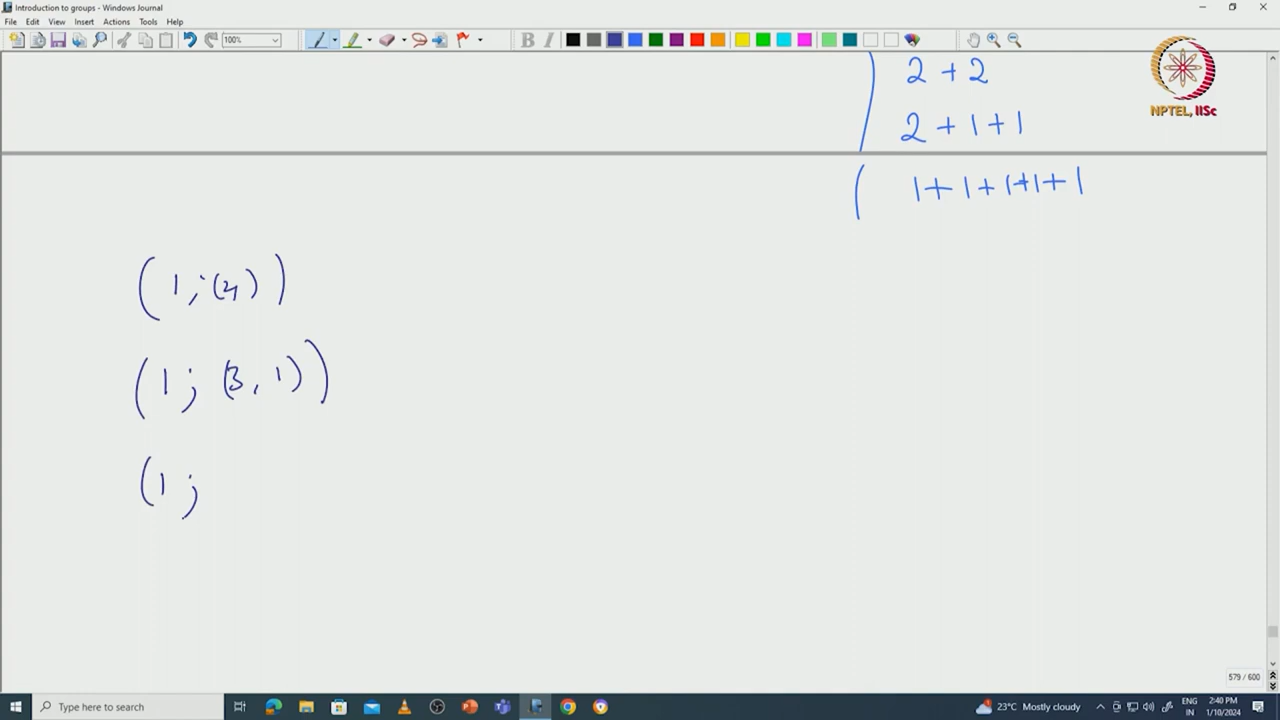 Introduction to groups - Windows Journal
File Edit View Insert Actions Tools Help
100%
B I
2 + 2
2 + 1 + 1
1 + 1 + 1 + 1 + 1
NPTEL, IISc
( 1 ; (4) )
( 1 ; (3, 1) )
( 1 ;
579 / 600
Type here to search
23°C Mostly cloudy
ENG
IN
2:40 PM
1/10/2024